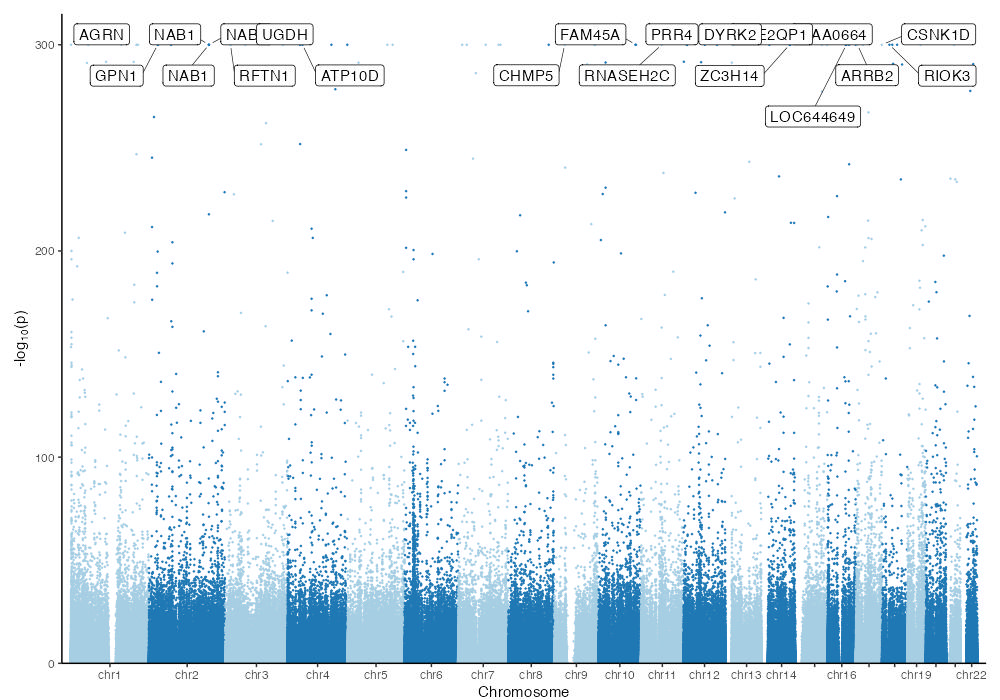 AGRN NAB1 NAB UGDH FAM45A PRR4 DYRK2 E2QP1 AA0664 CSNK1D
300
GPN1 NAB1 RFTN1 ATP10D CHMP5 RNASEH2C ZC3H14 ARRB2 RIOK3
LOC644649
200
-log10(p)
100
0
chr1 chr2 chr3 chr4 chr5 chr6 chr7 chr8 chr9 chr10 chr11 chr12 chr13 chr14 chr16 chr19 chr22
Chromosome